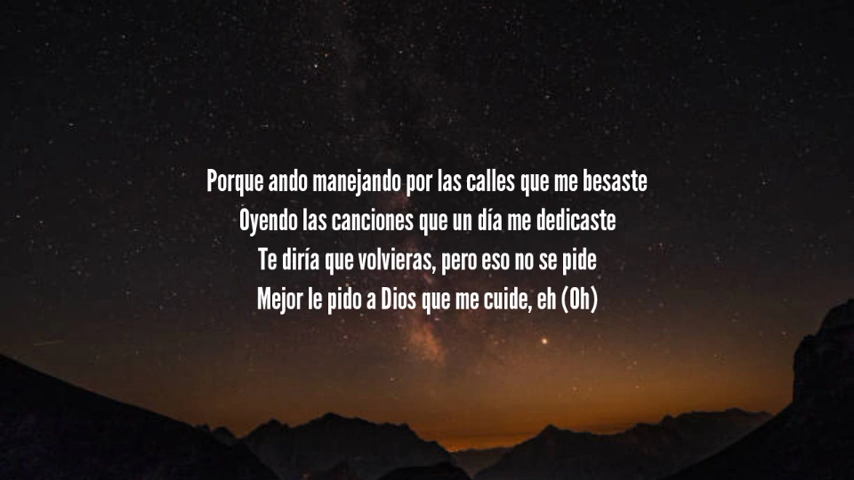 Porque ando manejando por las calles que me besaste
Oyendo las canciones que un día me dedicaste
Te diría que volvieras, pero eso no se pide
Mejor le pido a Dios que me cuide, eh (Oh)